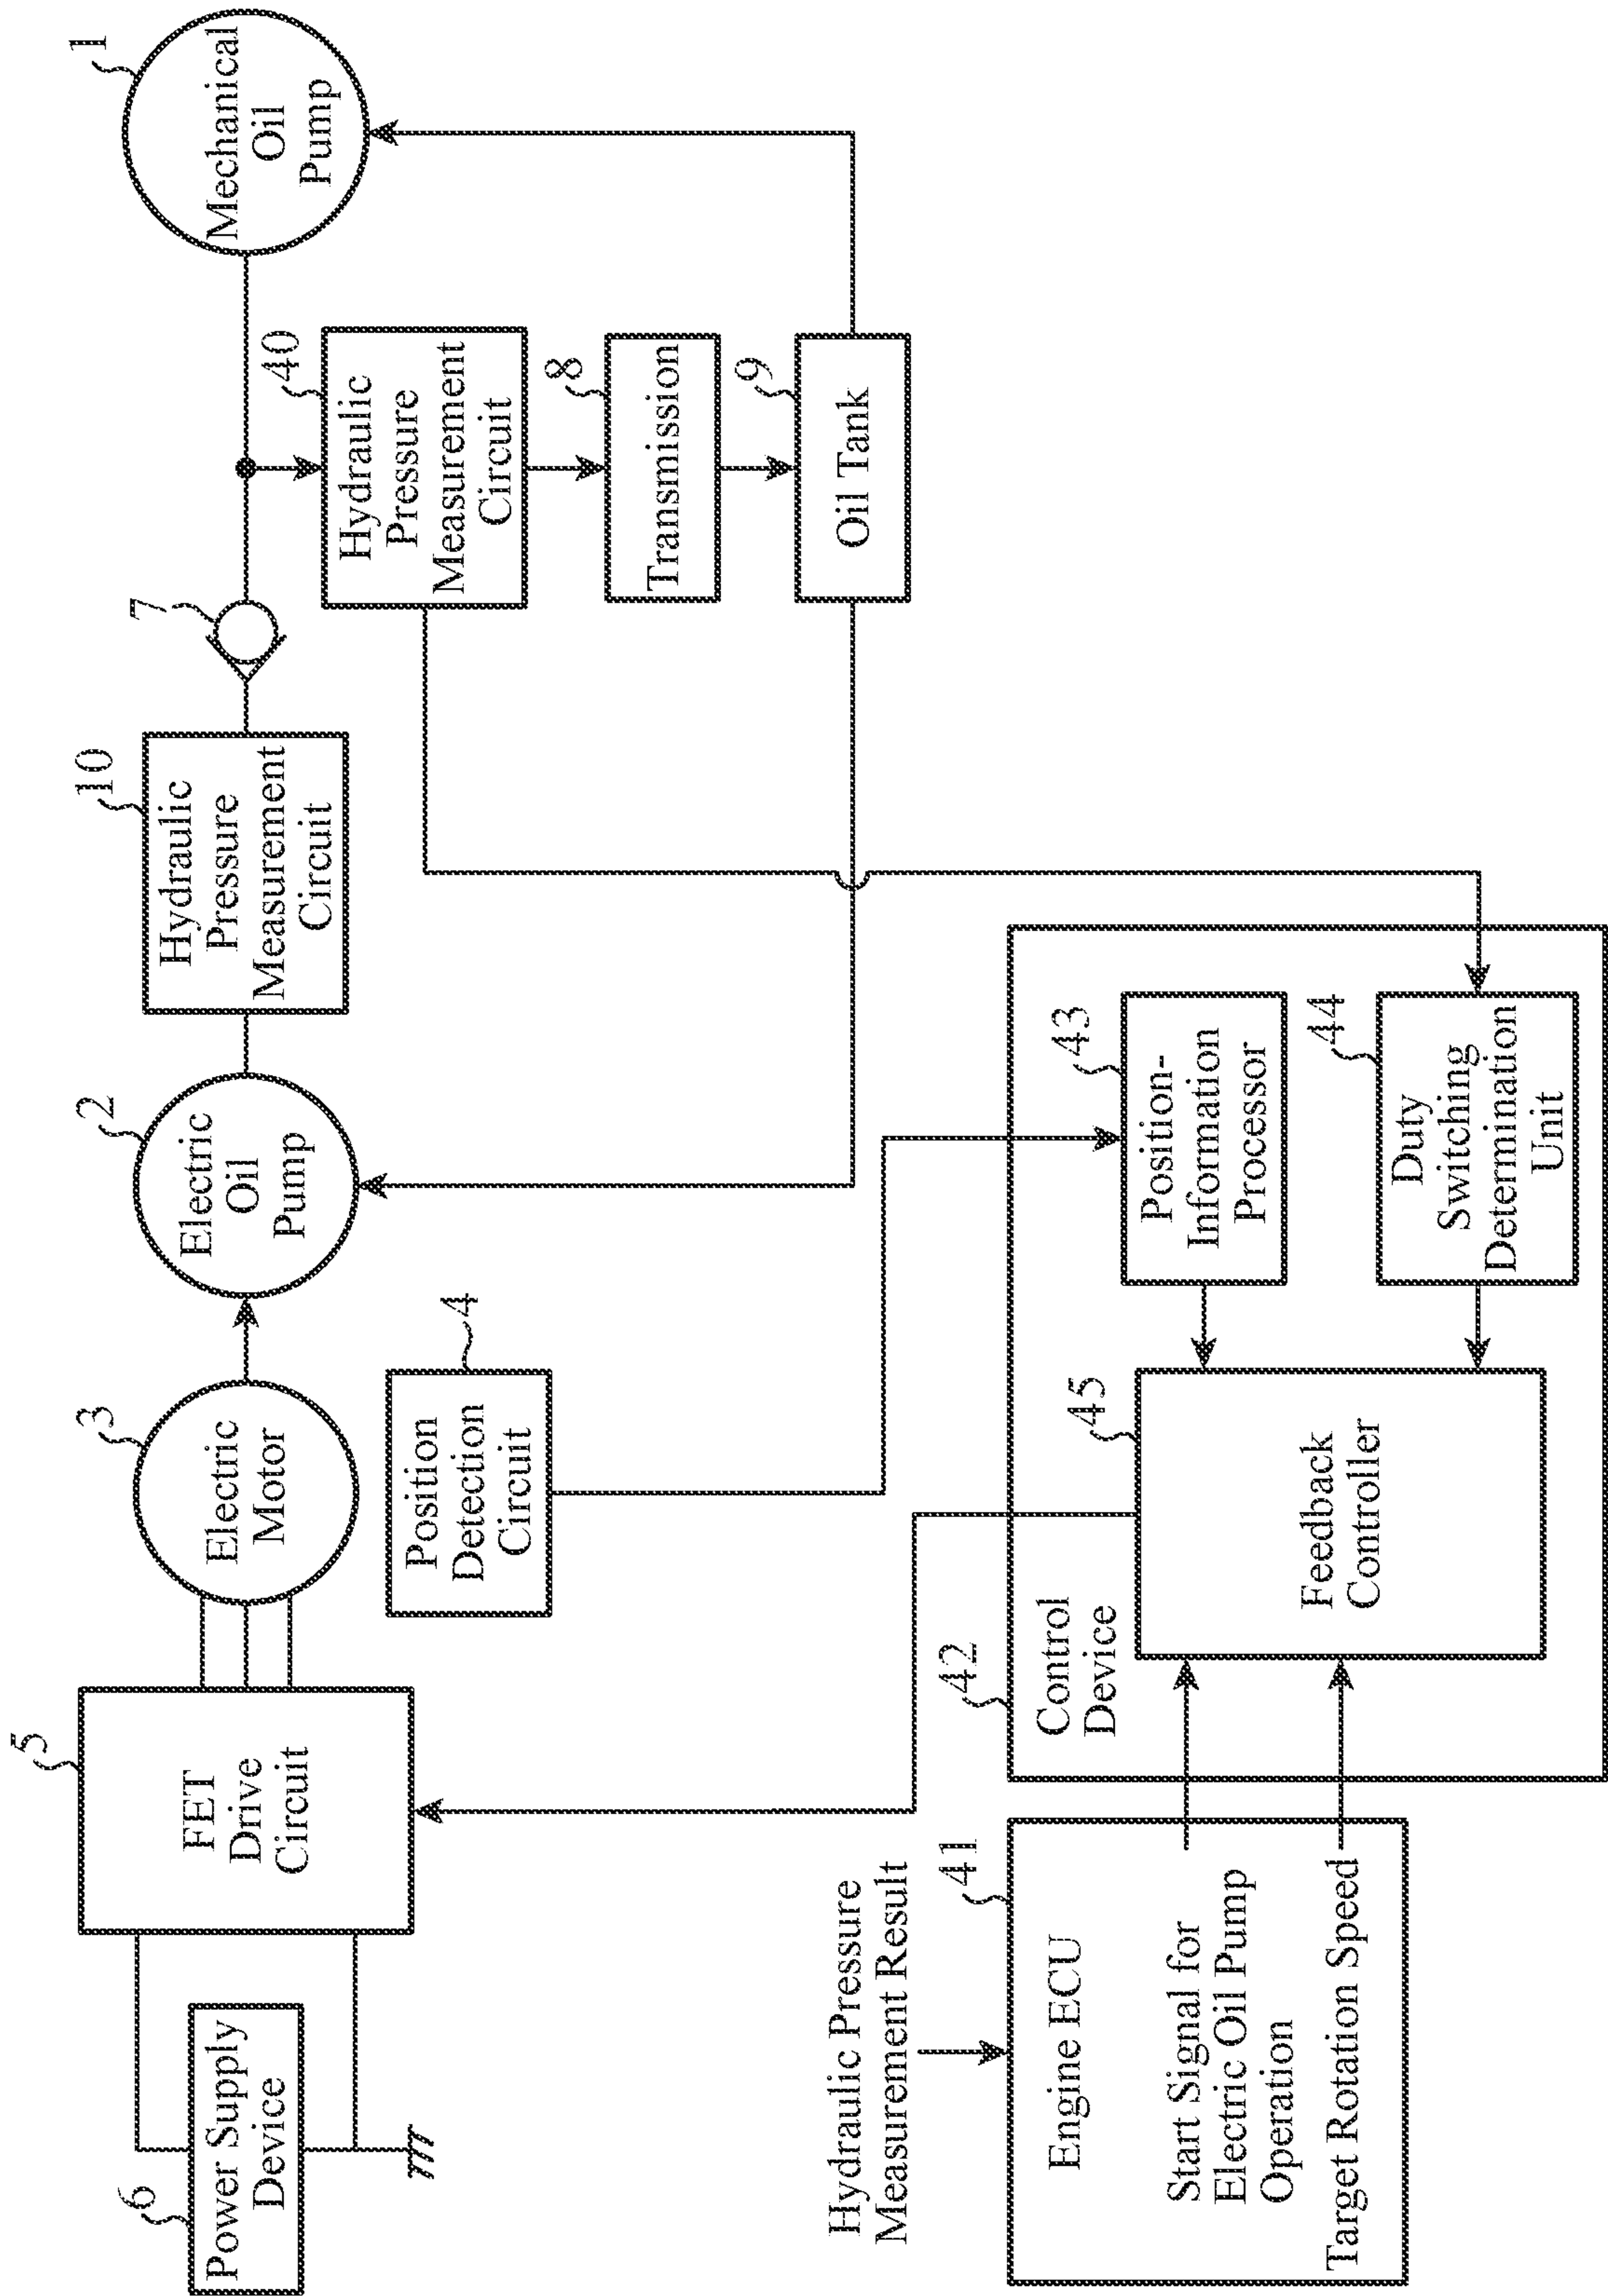 6
Power Supply
Device
5
FET
Drive
Circuit
3
Electric
Motor
2
Electric
Oil
Pump
10
Hydraulic
Pressure
Measurement
Circuit
7
1
Mechanical
Oil
Pump
4
Position
Detection
Circuit
40
Hydraulic
Pressure
Measurement
Circuit
8
Transmission
9
Oil Tank
Hydraulic Pressure
Measurement Result
41
Engine ECU
Start Signal for
Electric Oil Pump
Operation
Target Rotation Speed
42
Control
Device
45
Feedback
Controller
43
Position-
Information
Processor
44
Duty
Switching
Determination
Unit